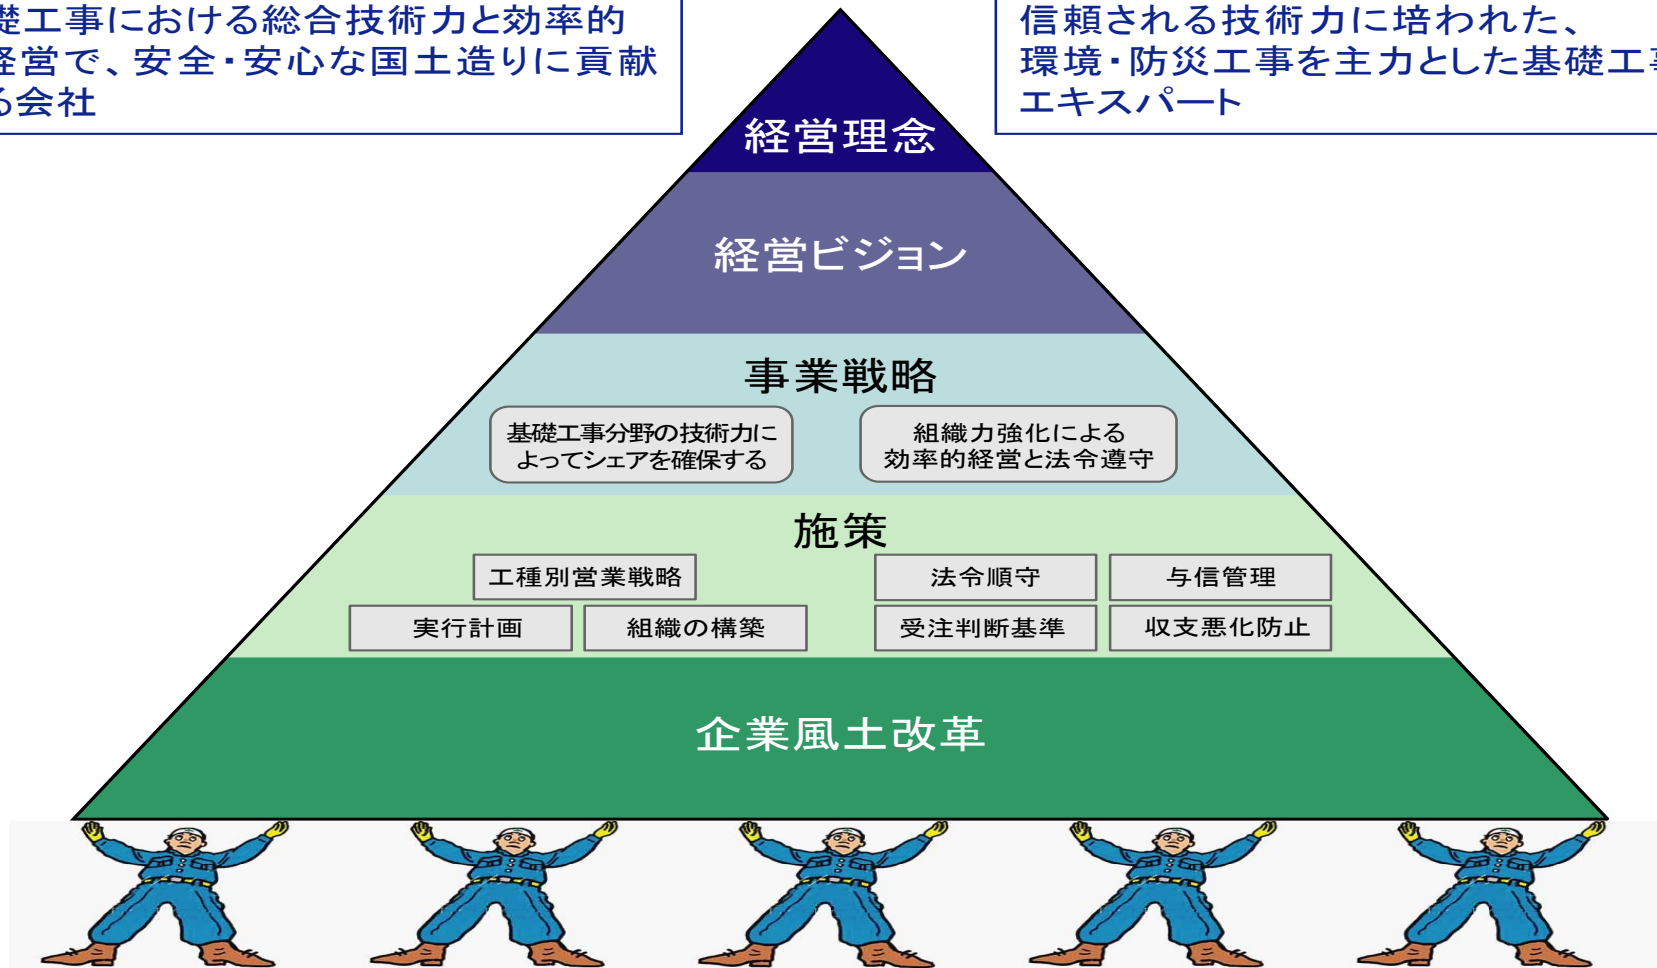 礎工事における総合技術力と効率的
経営で、安全・安心な国土造りに貢献
る会社
信頼される技術力に培われた、
環境・防災工事を主力とした基礎工事
エキスパート
経営理念
経営ビジョン
事業戦略
基礎工事分野の技術力に
よってシェアを確保する
組織力強化による
効率的経営と法令遵守
施策
工種別営業戦略
法令順守
与信管理
実行計画
組織の構築
受注判断基準
収支悪化防止
企業風土改革